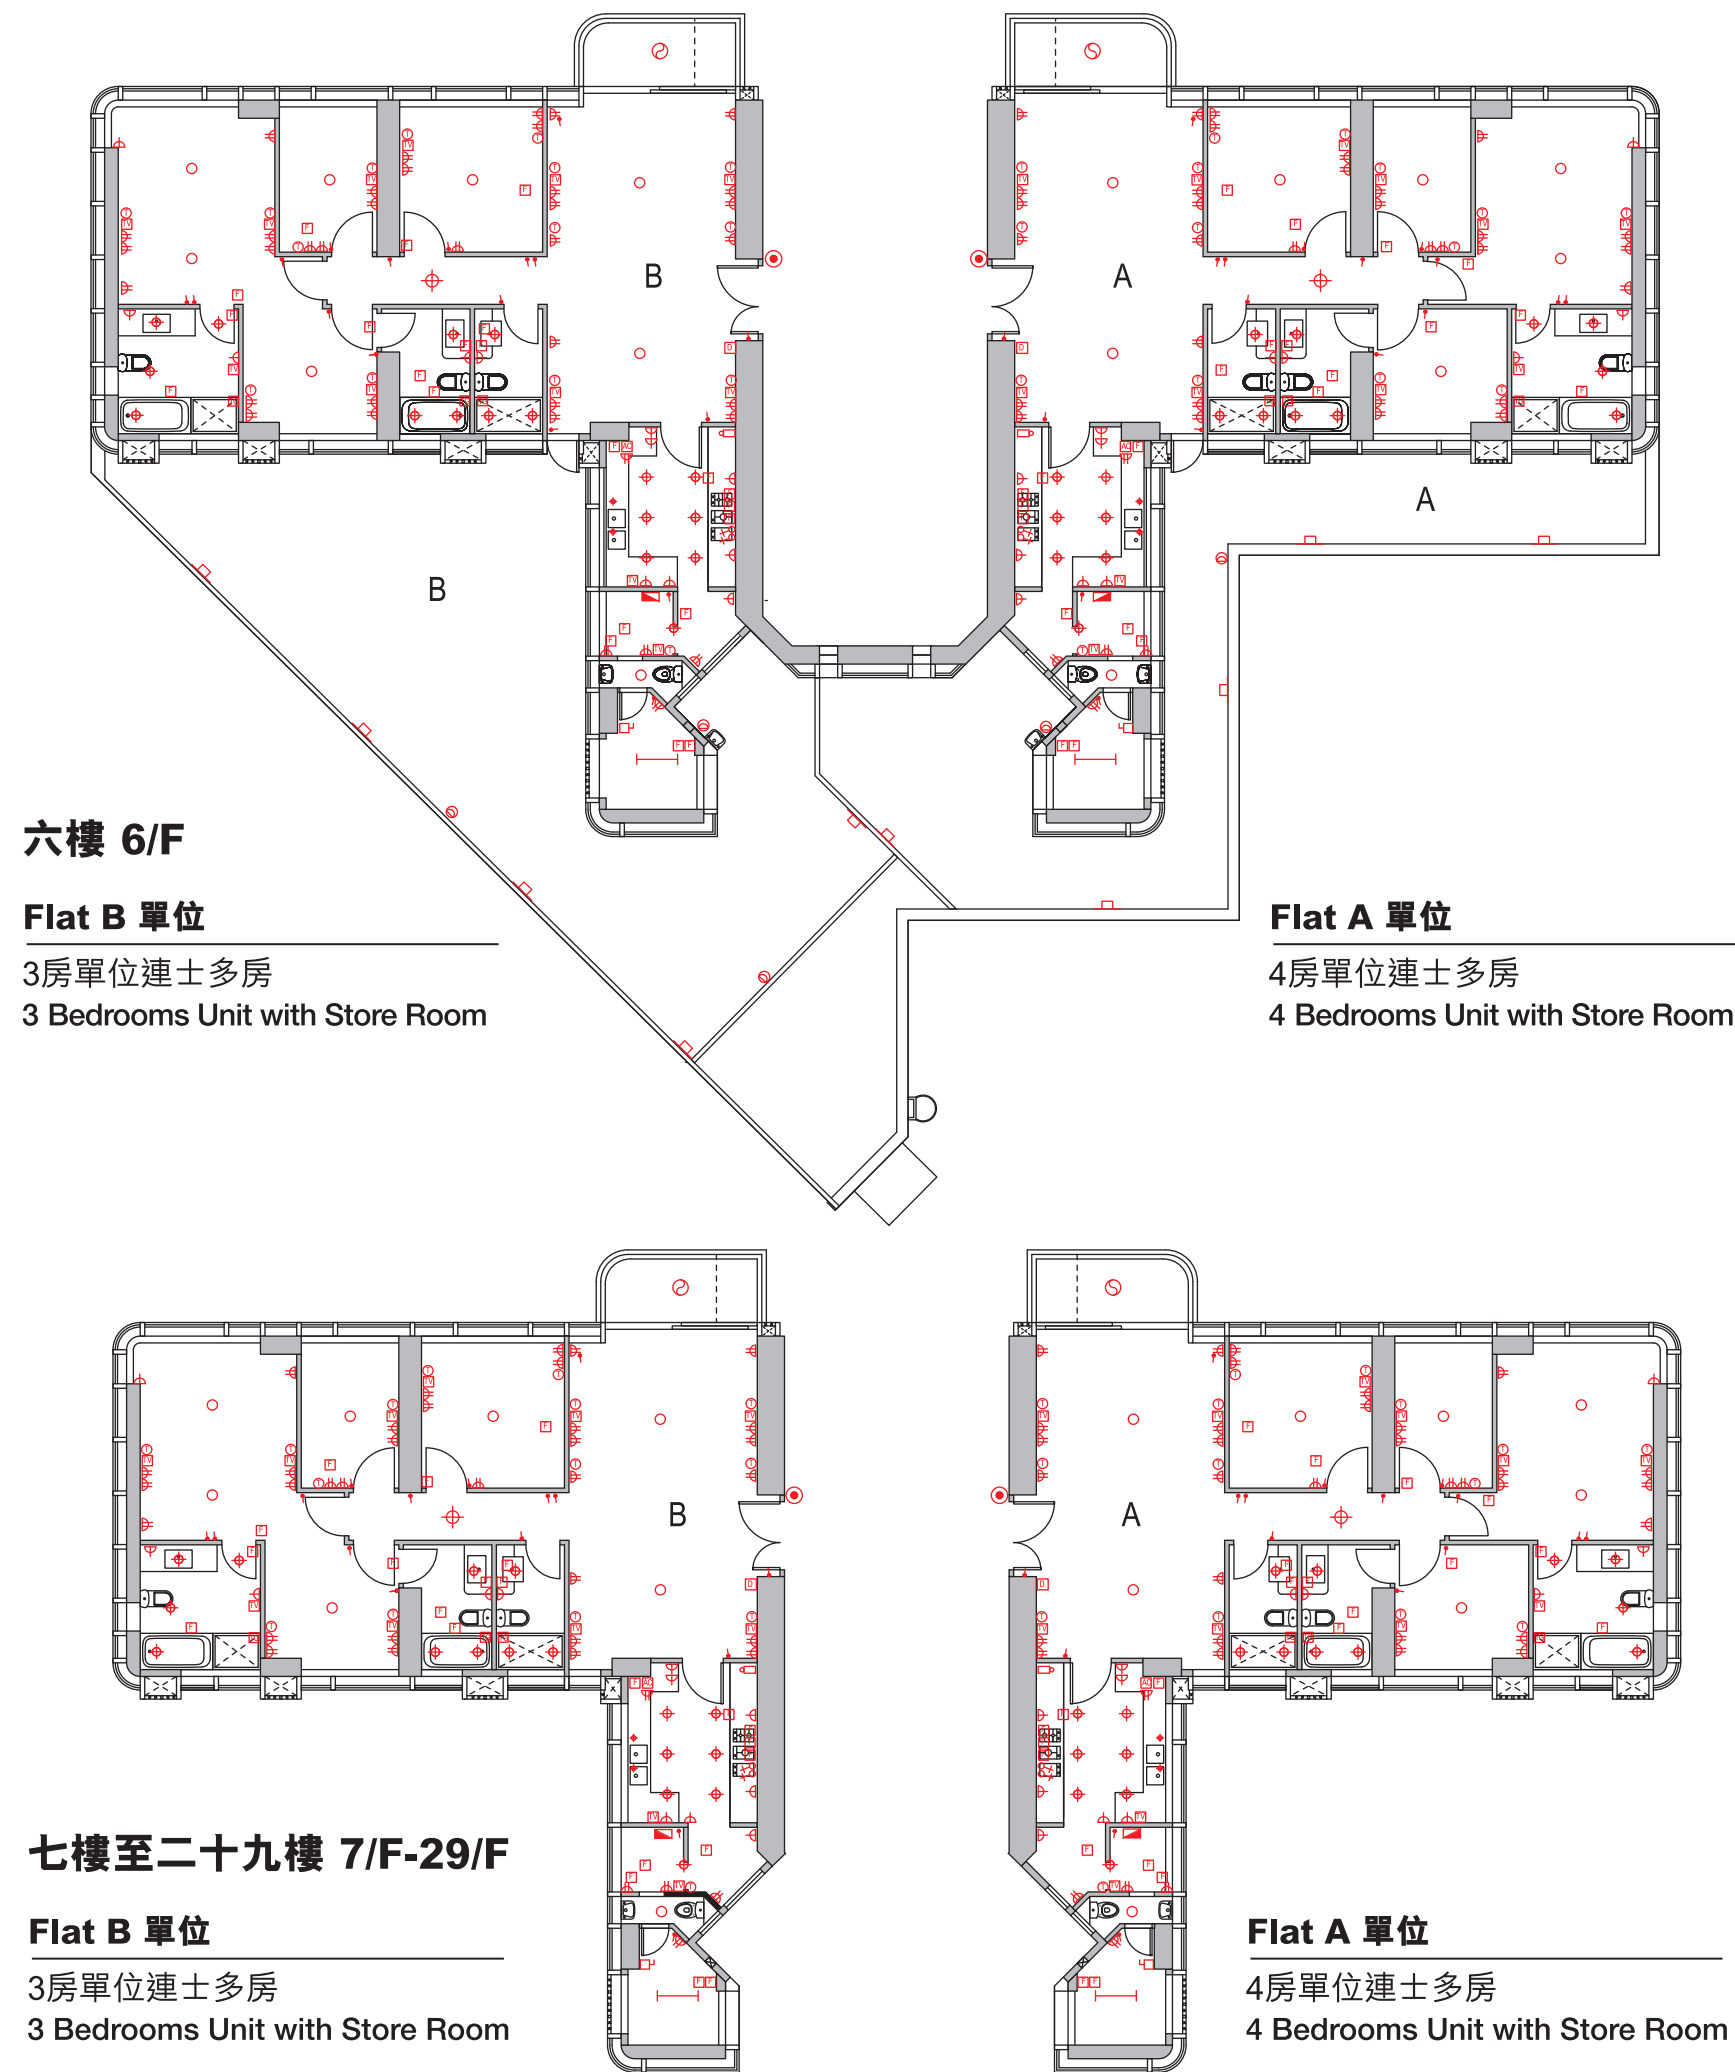 B
A
A
B
六樓 6/F
Flat B 單位
3房單位連士多房
3 Bedrooms Unit with Store Room
Flat A 單位
4房單位連士多房
4 Bedrooms Unit with Store Room
B
A
七樓至二十九樓 7/F-29/F
Flat B 單位
3房單位連士多房
3 Bedrooms Unit with Store Room
Flat A 單位
4房單位連士多房
4 Bedrooms Unit with Store Room